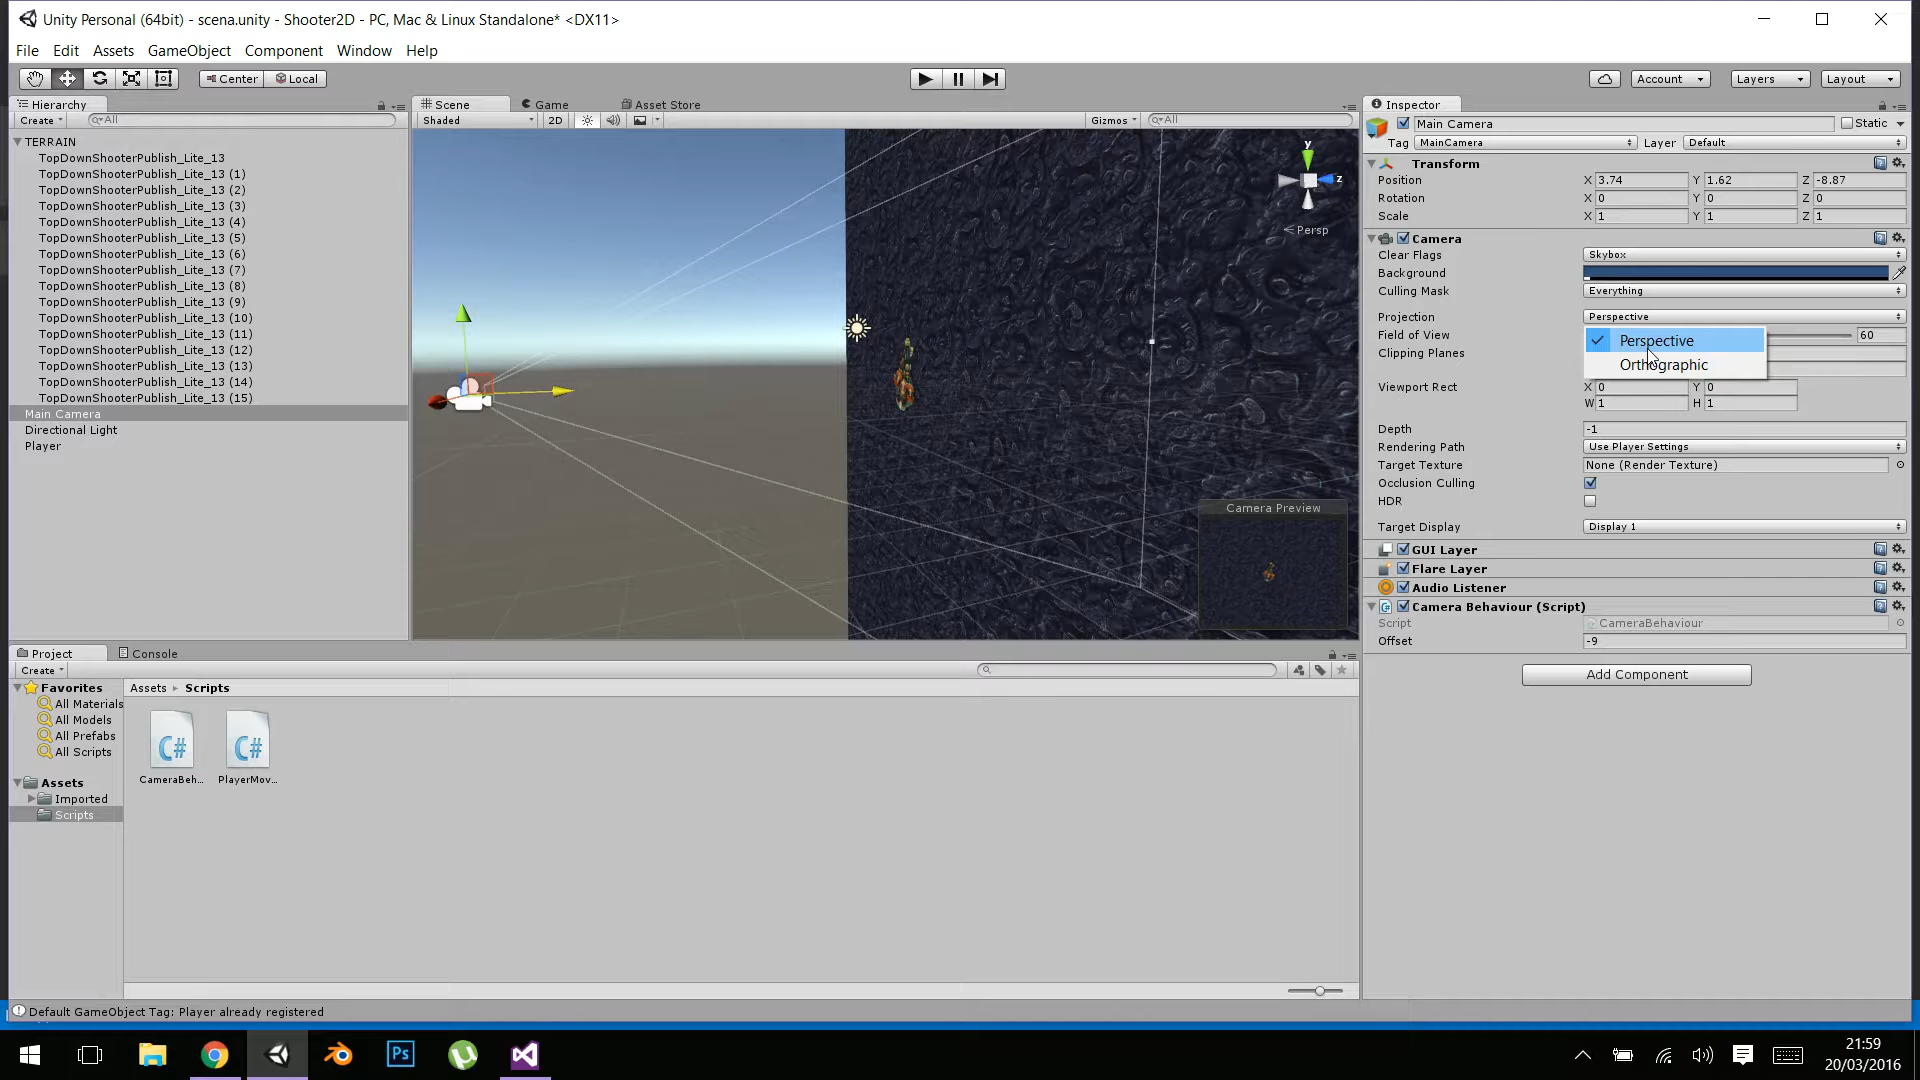 Unity Personal (64bit) - scena.unity - Shooter2D - PC, Mac & Linux Standalone* <DX11>
File Edit Assets GameObject Component Window Help
Center Local Account Layers Layout
Hierarchy
Create All
TERRAIN
TopDownShooterPublish_Lite_13
TopDownShooterPublish_Lite_13 (1)
TopDownShooterPublish_Lite_13 (2)
TopDownShooterPublish_Lite_13 (3)
TopDownShooterPublish_Lite_13 (4)
TopDownShooterPublish_Lite_13 (5)
TopDownShooterPublish_Lite_13 (6)
TopDownShooterPublish_Lite_13 (7)
TopDownShooterPublish_Lite_13 (8)
TopDownShooterPublish_Lite_13 (9)
TopDownShooterPublish_Lite_13 (10)
TopDownShooterPublish_Lite_13 (11)
TopDownShooterPublish_Lite_13 (12)
TopDownShooterPublish_Lite_13 (13)
TopDownShooterPublish_Lite_13 (14)
TopDownShooterPublish_Lite_13 (15)
Main Camera
Directional Light
Player
Scene Game Asset Store
Shaded 2D Gizmos All
y
z
Persp
Camera Preview
Inspector
Main Camera Static
Tag MainCamera Layer Default
Transform
Position X 3.74 Y 1.62 Z -8.87
Rotation X 0 Y 0 Z 0
Scale X 1 Y 1 Z 1
Camera
Clear Flags Skybox
Background
Culling Mask Everything
Projection Perspective
Field of View 60
Perspective
Orthographic
Clipping Planes
Viewport Rect X 0 Y 0
W 1 H 1
Depth -1
Rendering Path Use Player Settings
Target Texture None (Render Texture)
Occlusion Culling
HDR
Target Display Display 1
GUI Layer
Flare Layer
Audio Listener
Camera Behaviour (Script)
Script CameraBehaviour
Offset -9
Add Component
Project Console
Create
Favorites
All Materials
All Models
All Prefabs
All Scripts
Assets
Imported
Scripts
Assets Scripts
C# C#
CameraBeh... PlayerMov...
Default GameObject Tag: Player already registered
Ps
21:59
20/03/2016